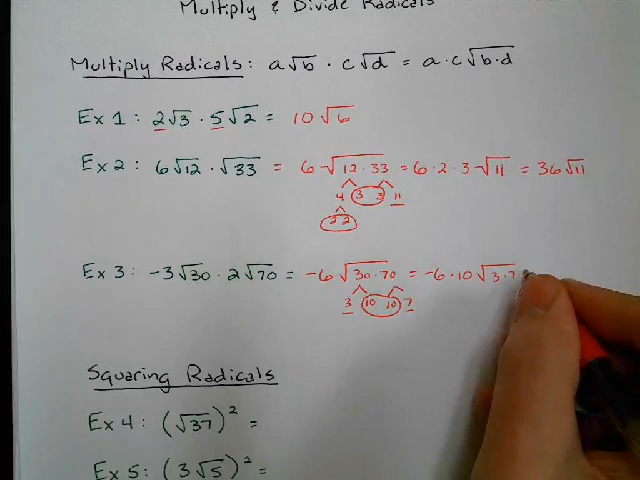 Multiply & Divide Radicals
Multiply Radicals: a√b · c√d = a·c√b·d
Ex 1: 2√3 · 5√2 = 10√6
Ex 2: 6√12 · √33 = 6√12·33 = 6·2·3√11 = 36√11
4 3 3 11
2 2
Ex 3: -3√30 · 2√70 = -6√30·70 = -6·10√3·7
3 10 10 7
Squaring Radicals
Ex 4: (√37)² =
Ex 5: (3√5)² =